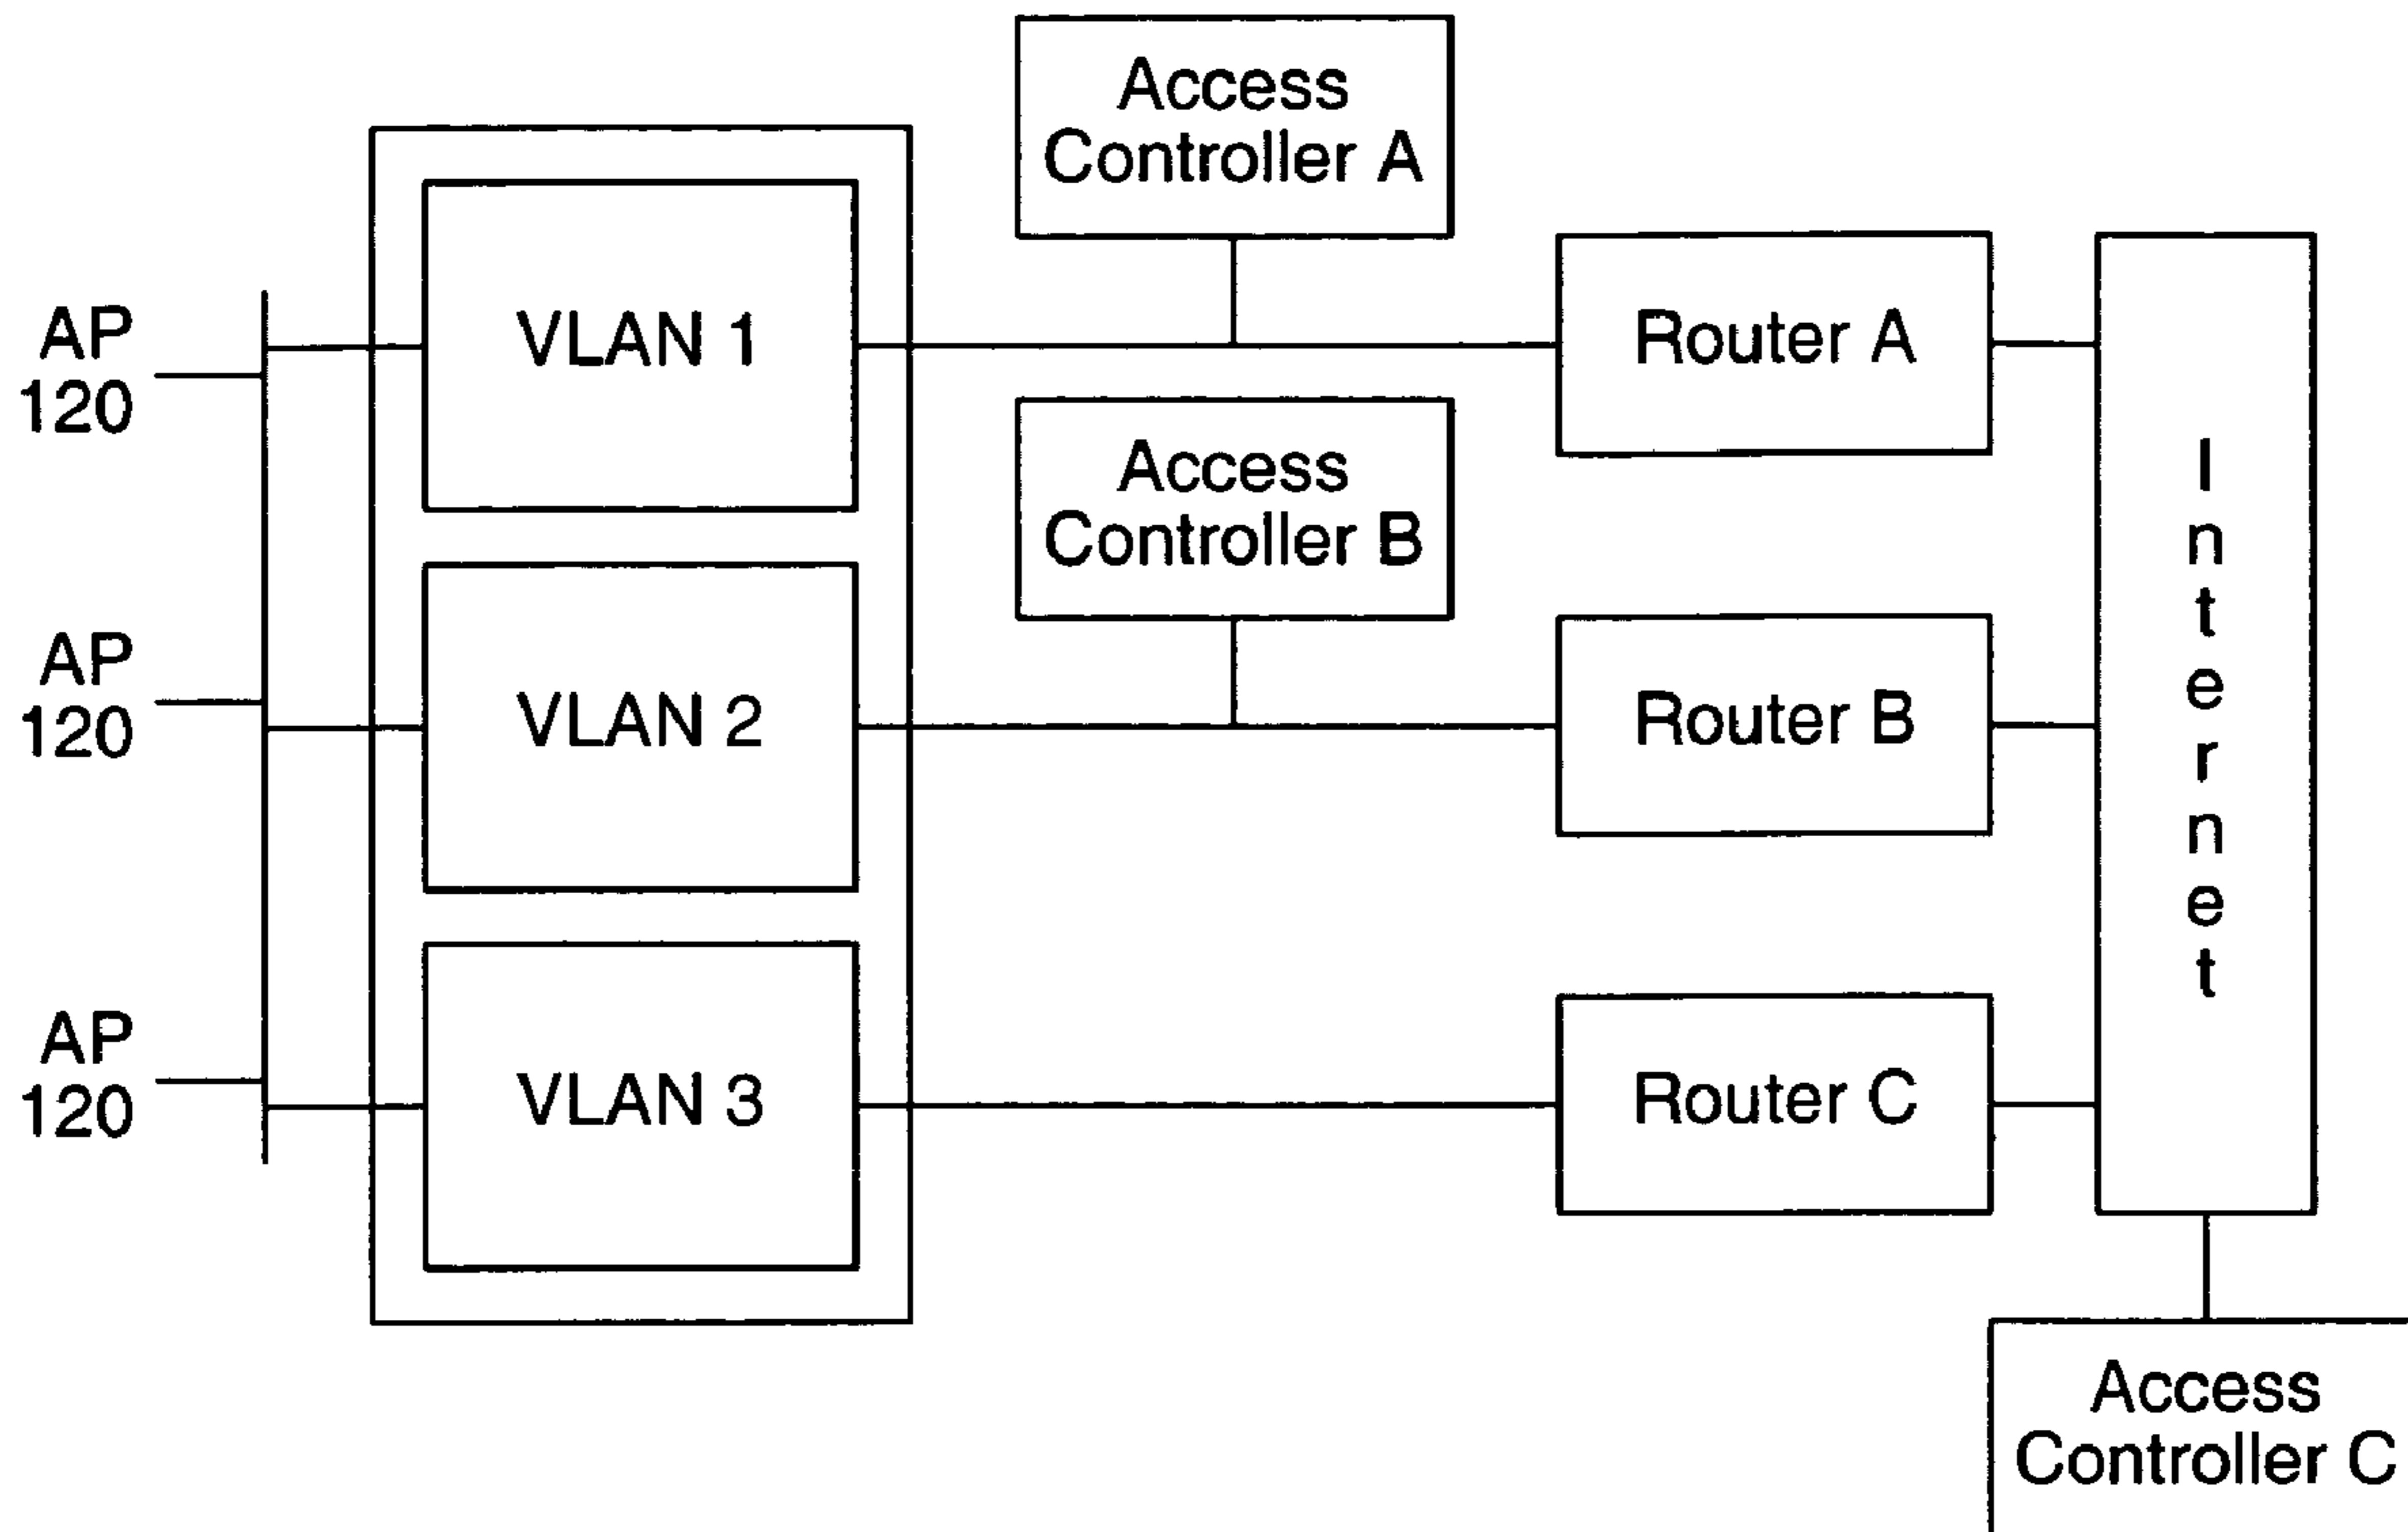 Access
Controller A
AP
120
VLAN 1
Router A
Access
Controller B
AP
120
VLAN 2
Router B
Internet
AP
120
VLAN 3
Router C
Access
Controller C